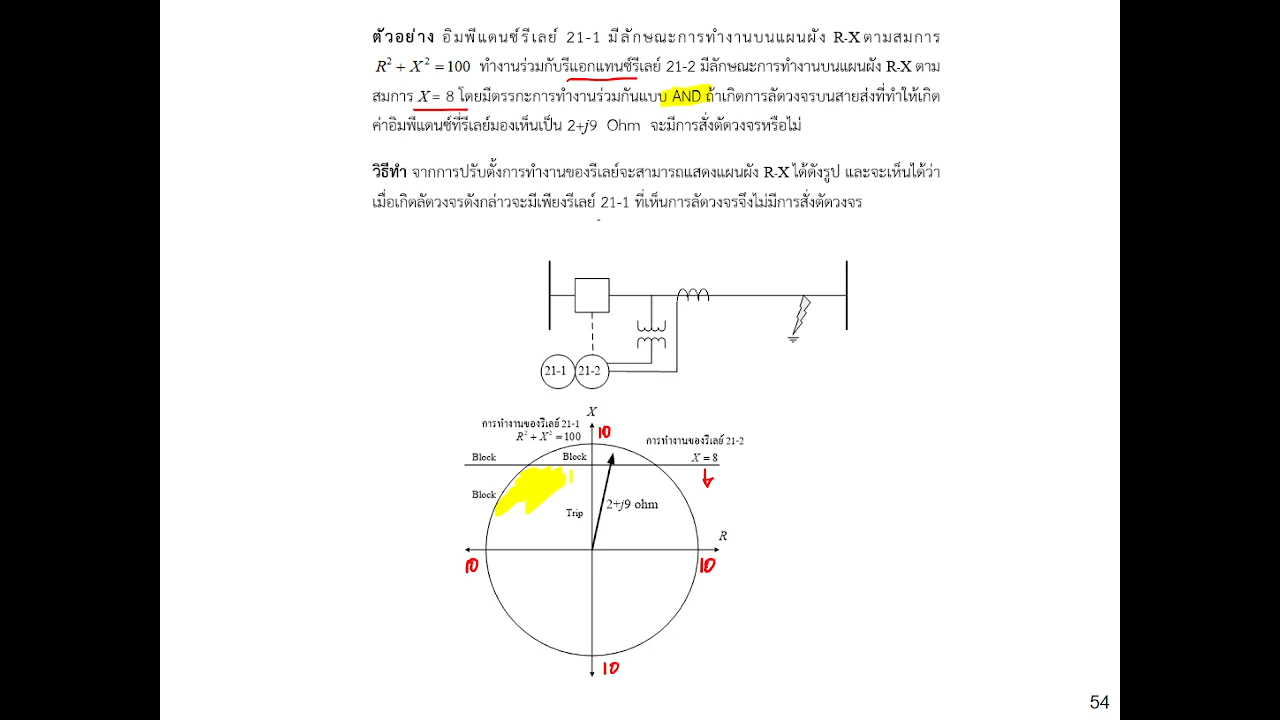 ตัวอย่าง อิมพีแดนซ์รีเลย์ 21-1 มีลักษณะการทำงานบนแผนผัง R-X ตามสมการ
R² + X² = 100 ทำงานร่วมกับรีแอกแทนซ์รีเลย์ 21-2 มีลักษณะการทำงานบนแผนผัง R-X ตาม
สมการ X = 8 โดยมีตรรกะการทำงานร่วมกันแบบ AND ถ้าเกิดการลัดวงจรบนสายส่งที่ทำให้เกิด
ค่าอิมพีแดนซ์ที่รีเลย์มองเห็นเป็น 2+j9 Ohm จะมีการสั่งตัดวงจรหรือไม่
วิธีทำ จากการปรับตั้งการทำงานของรีเลย์จะสามารถแสดงแผนผัง R-X ได้ดังรูป และจะเห็นได้ว่า
เมื่อเกิดลัดวงจรดังกล่าวจะมีเพียงรีเลย์ 21-1 ที่เห็นการลัดวงจรจึงไม่มีการสั่งตัดวงจร
21-1 21-2
X
การทำงานของรีเลย์ 21-1
R² + X² = 100
10
การทำงานของรีเลย์ 21-2
X = 8
Block
Block
Block
2+j9 ohm
Trip
R
10
10
10
54